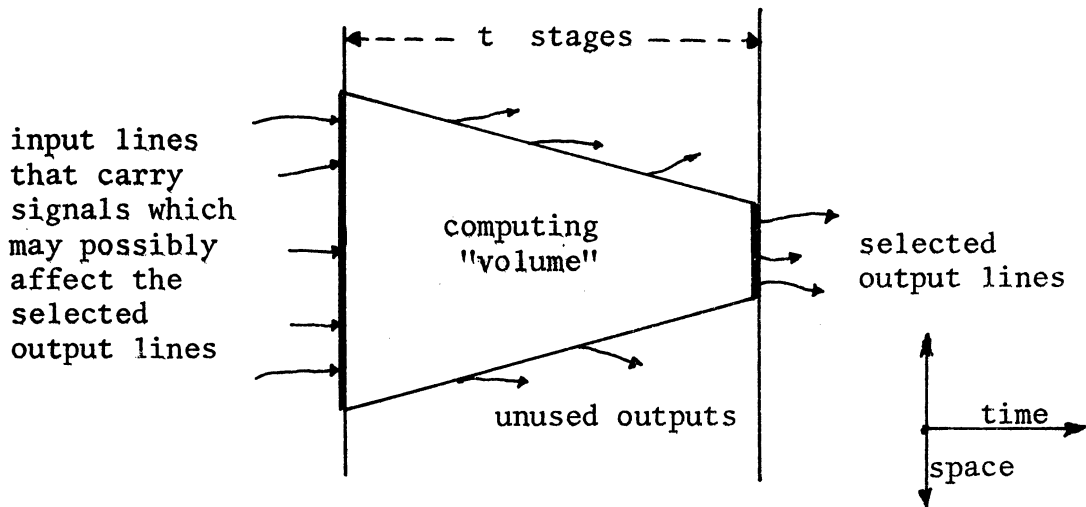 t stages
input lines
that carry
signals which
may possibly
affect the
selected
output lines
computing
"volume"
selected
output lines
unused outputs
time
space